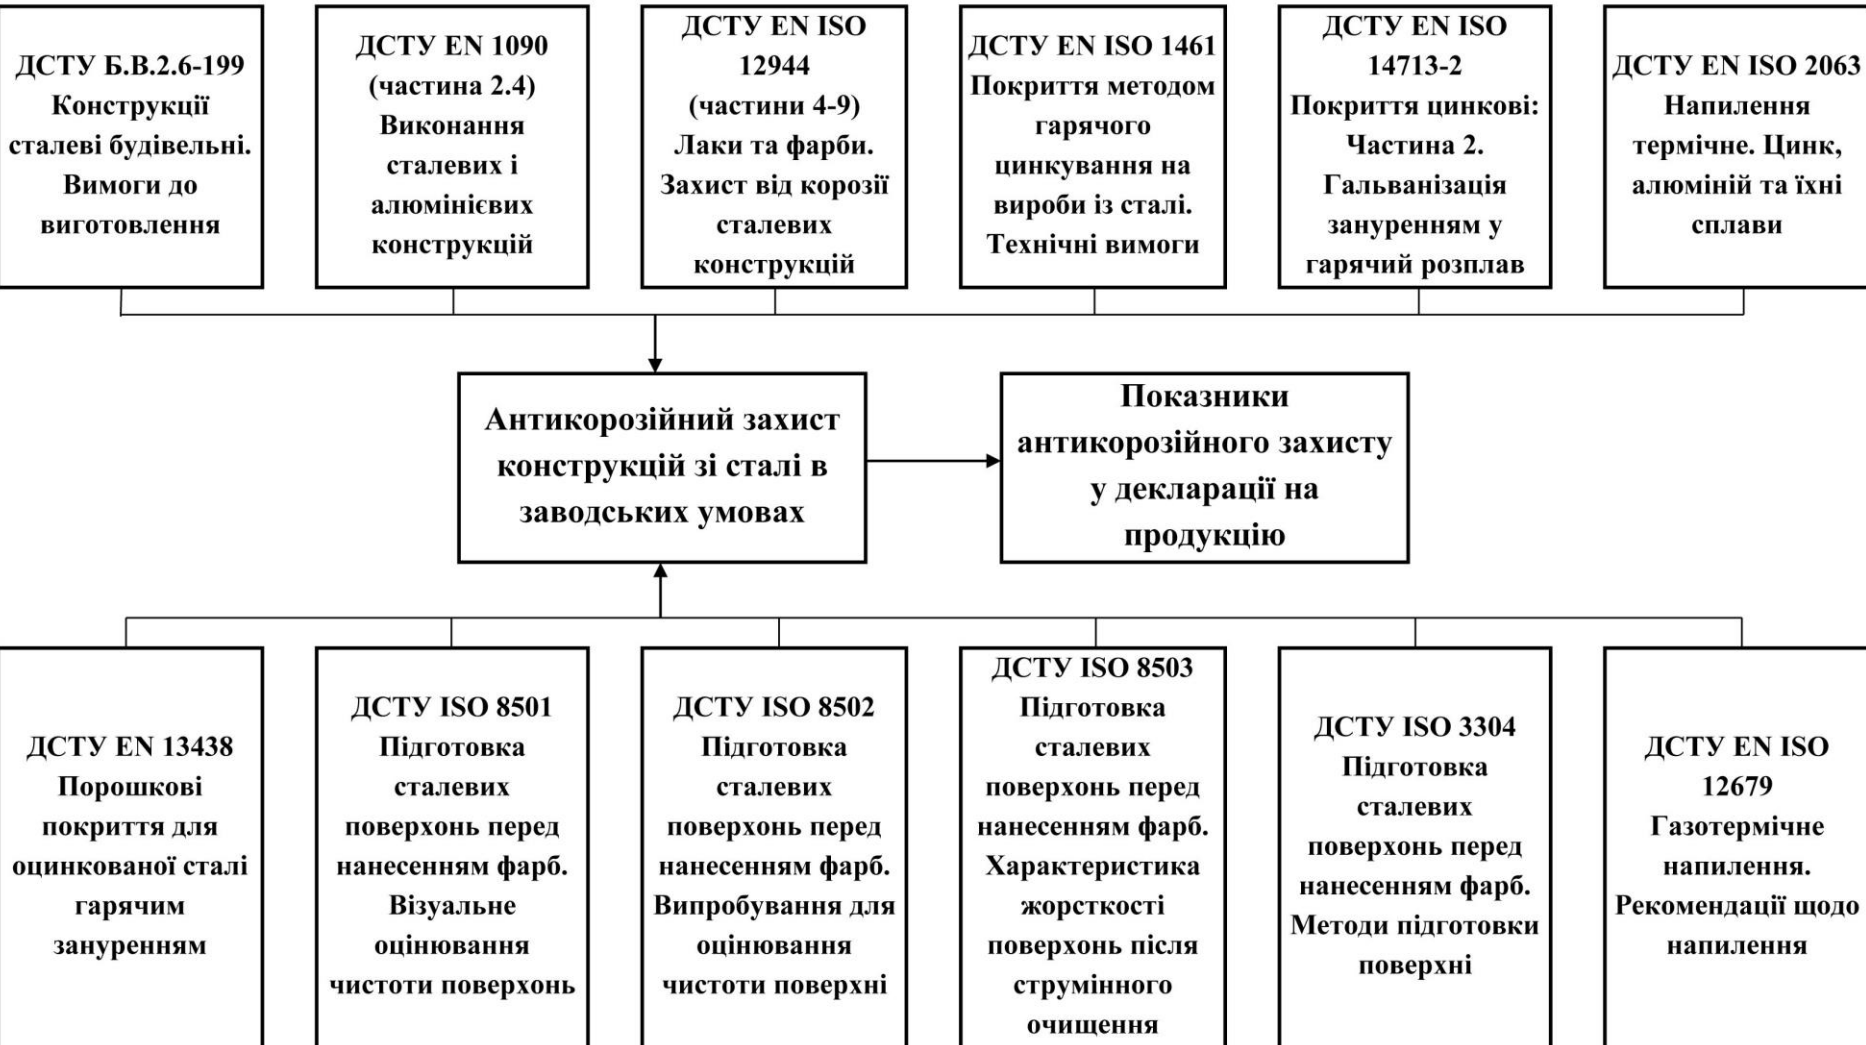 ДСТУ Б.В.2.6-199
Конструкції
сталеві будівельні.
Вимоги до
виготовлення
ДСТУ EN 1090
(частина 2.4)
Виконання
сталевих і
алюмінієвих
конструкцій
ДСТУ EN ISO
12944
(частини 4-9)
Лаки та фарби.
Захист від корозії
сталевих
конструкцій
ДСТУ EN ISO 1461
Покриття методом
гарячого
цинкування на
вироби із сталі.
Технічні вимоги
ДСТУ EN ISO
14713-2
Покриття цинкові:
Частина 2.
Гальванізація
зануренням у
гарячий розплав
ДСТУ EN ISO 2063
Напилення
термічне. Цинк,
алюміній та їхні
сплави
Антикорозійний захист
конструкцій зі сталі в
заводських умовах
Показники
антикорозійного захисту
у декларації на
продукцію
ДСТУ EN 13438
Порошкові
покриття для
оцинкованої сталі
гарячим
зануренням
ДСТУ ISO 8501
Підготовка
сталевих
поверхонь перед
нанесенням фарб.
Візуальне
оцінювання
чистоти поверхонь
ДСТУ ISO 8502
Підготовка
сталевих
поверхонь перед
нанесенням фарб.
Випробування для
оцінювання
чистоти поверхні
ДСТУ ISO 8503
Підготовка
сталевих
поверхонь перед
нанесенням фарб.
Характеристика
жорсткості
поверхонь після
струмінного
очищення
ДСТУ ISO 3304
Підготовка
сталевих
поверхонь перед
нанесенням фарб.
Методи підготовки
поверхні
ДСТУ EN ISO
12679
Газотермічне
напилення.
Рекомендації щодо
напилення